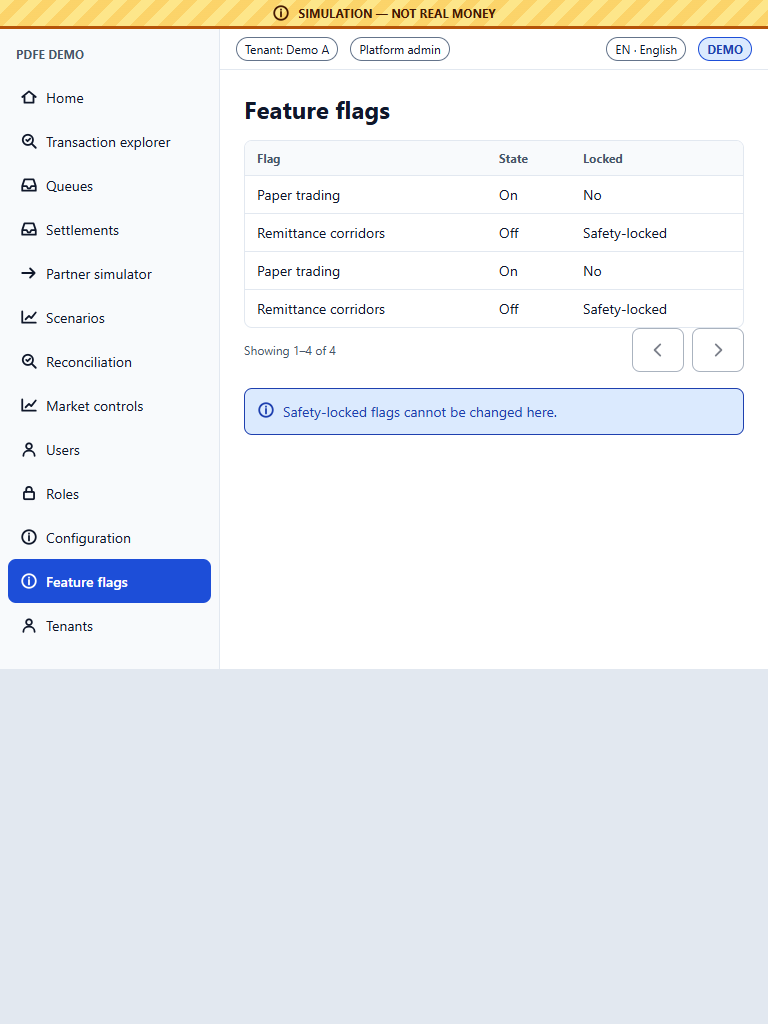 SIMULATION — NOT REAL MONEY
PDFE DEMO
Tenant: Demo A
Platform admin
EN · English
DEMO
Home
Transaction explorer
Queues
Settlements
Partner simulator
Scenarios
Reconciliation
Market controls
Users
Roles
Configuration
Feature flags
Tenants
Feature flags
Flag State Locked
Paper trading On No
Remittance corridors Off Safety-locked
Paper trading On No
Remittance corridors Off Safety-locked
Showing 1–4 of 4
Safety-locked flags cannot be changed here.